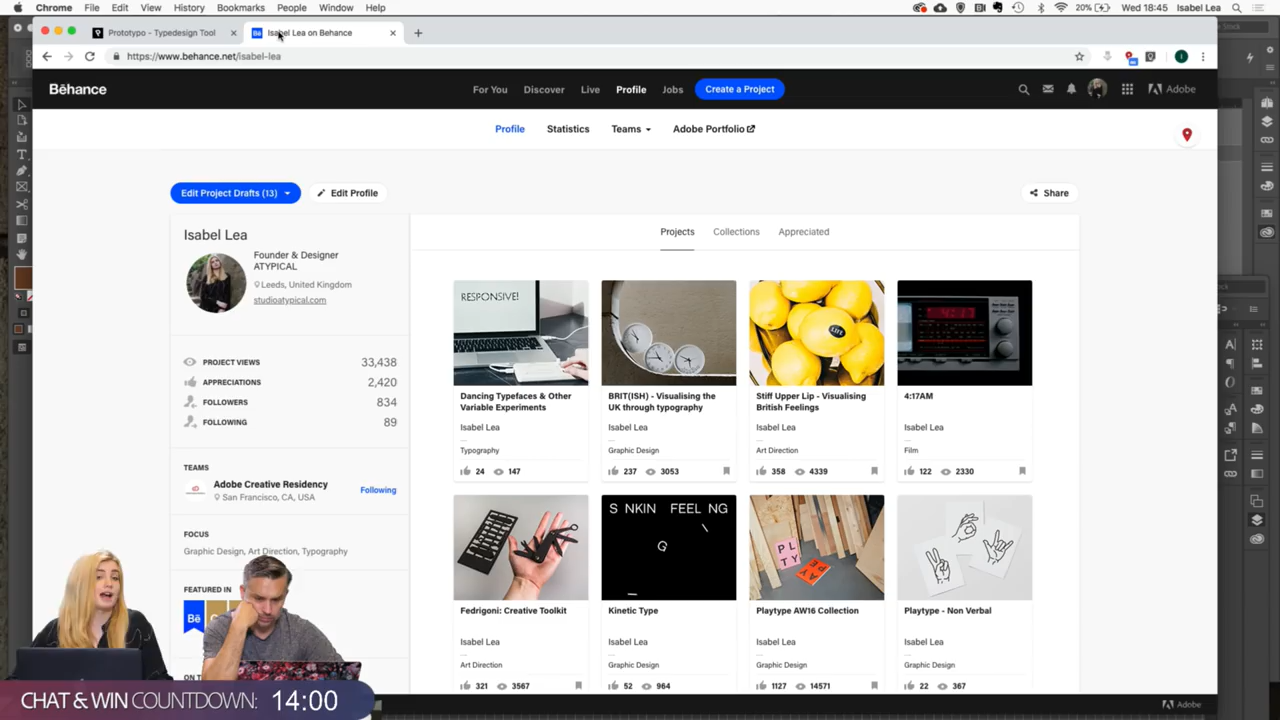 Chrome File Edit View History Bookmarks People Window Help
20% Wed 18:45 Isabel Lea
Prototypo - Typedesign Tool
Isabel Lea on Behance
https://www.behance.net/isabel-lea
Bēhance
For You Discover Live Profile Jobs Create a Project
Adobe
Profile Statistics Teams Adobe Portfolio
Edit Project Drafts (13)
Edit Profile
Share
Isabel Lea
Founder & Designer
ATYPICAL
Leeds, United Kingdom
studioatypical.com
PROJECT VIEWS 33,438
APPRECIATIONS 2,420
FOLLOWERS 834
FOLLOWING 89
TEAMS
Adobe Creative Residency
San Francisco, CA, USA
Following
FOCUS
Graphic Design, Art Direction, Typography
FEATURED IN
Bē
Projects Collections Appreciated
RESPONSIVE!
Dancing Typefaces & Other
Variable Experiments
Isabel Lea
Typography
24 147
BRIT(ISH) - Visualising the
UK through typography
Isabel Lea
Graphic Design
237 3053
Stiff Upper Lip - Visualising
British Feelings
Isabel Lea
Art Direction
358 4339
4:17
4:17AM
Isabel Lea
Film
122 2330
Fedrigoni: Creative Toolkit
Isabel Lea
Art Direction
321 3567
S NKIN FEEL NG
G
Kinetic Type
Isabel Lea
Graphic Design
52 964
PL
TY
Playtype AW16 Collection
Isabel Lea
Graphic Design
1127 14571
Playtype - Non Verbal
Isabel Lea
Graphic Design
22 367
CHAT & WIN COUNTDOWN: 14:00
Adobe